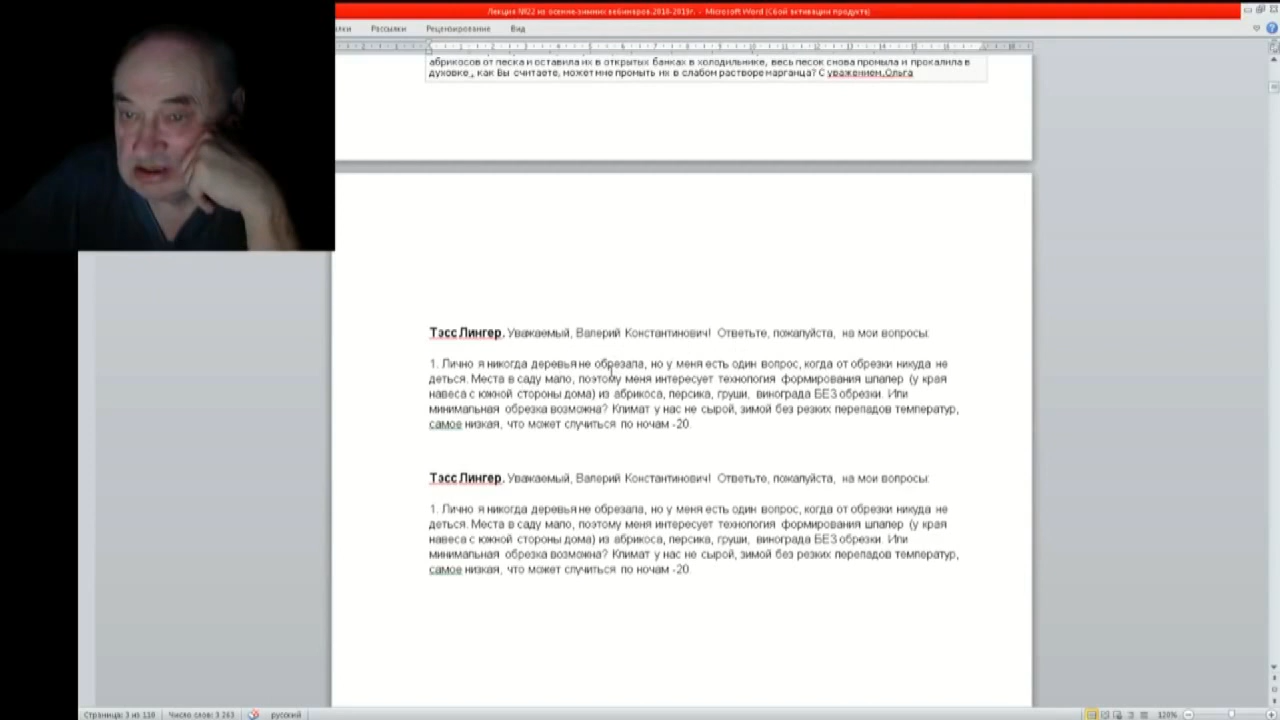 Лекция №22 из осенне-зимних вебинаров.2018-2019г. - Microsoft Word (Сбой активации продукта)
Рассылки Рецензирование Вид
абрикосов от песка и оставила их в открытых банках в холодильнике, весь песок снова промыла и прокалила в
духовке., как Вы считаете, может мне промыть их в слабом растворе марганца? С уважением,Ольга
Тэсс Лингер. Уважаемый, Валерий Константинович! Ответьте, пожалуйста, на мои вопросы:
1. Лично я никогда деревья не обрезала, но у меня есть один вопрос, когда от обрезки никуда не
деться. Места в саду мало, поэтому меня интересует технология формирования шпалер (у края
навеса с южной стороны дома) из абрикоса, персика, груши, винограда БЕЗ обрезки. Или
минимальная обрезка возможна? Климат у нас не сырой, зимой без резких перепадов температур,
самое низкая, что может случиться по ночам -20.
Тэсс Лингер. Уважаемый, Валерий Константинович! Ответьте, пожалуйста, на мои вопросы:
1. Лично я никогда деревья не обрезала, но у меня есть один вопрос, когда от обрезки никуда не
деться. Места в саду мало, поэтому меня интересует технология формирования шпалер (у края
навеса с южной стороны дома) из абрикоса, персика, груши, винограда БЕЗ обрезки. Или
минимальная обрезка возможна? Климат у нас не сырой, зимой без резких перепадов температур,
самое низкая, что может случиться по ночам -20.
Страница: 3 из 118 Число слов: 3 263 русский 120%